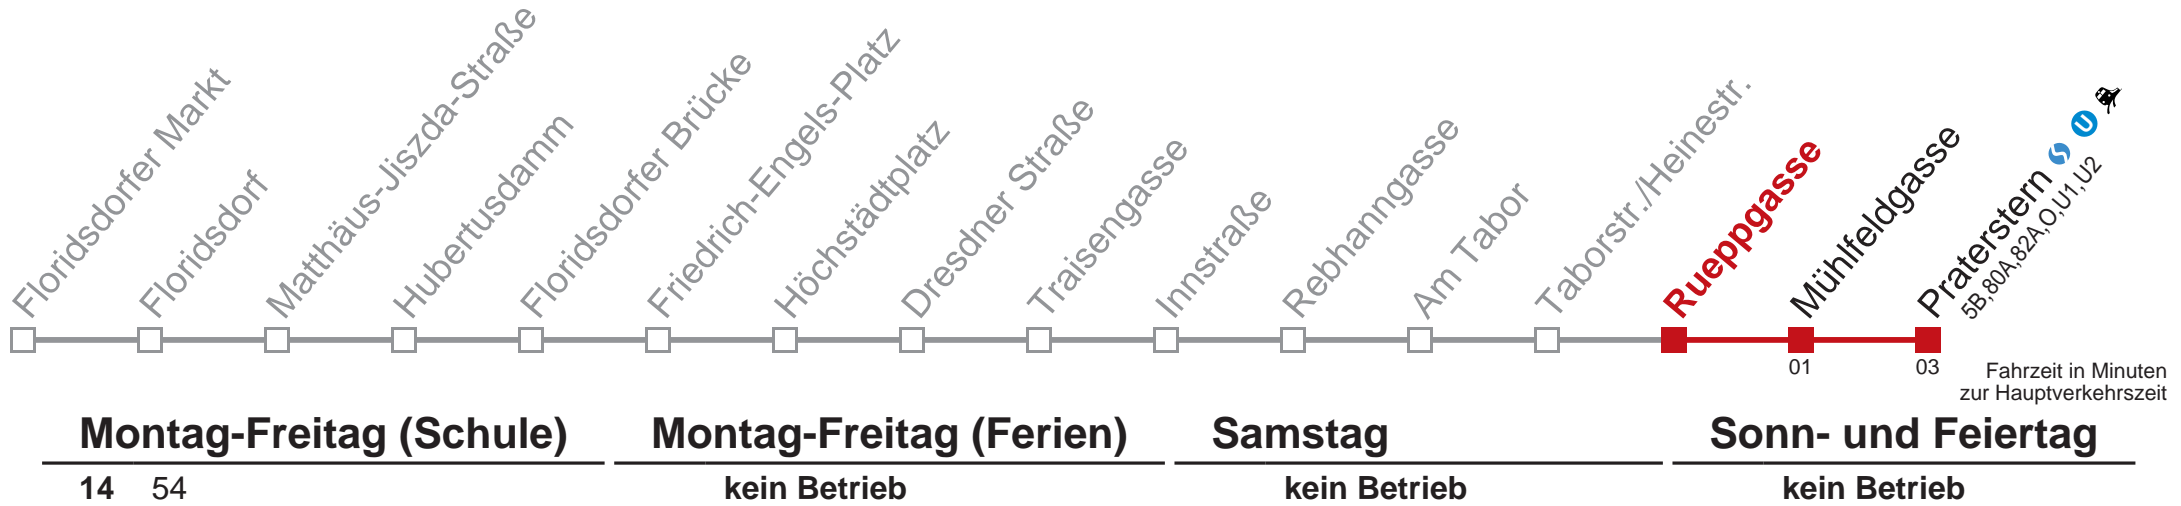 Floridsdorfer Markt
Floridsdorf
Matthäus-Jiszda-Straße
Hubertusdamm
Floridsdorfer Brücke
Friedrich-Engels-Platz
Höchstädtplatz
Dresdner Straße
Traisengasse
Innstraße
Rebhanngasse
Am Tabor
Taborstr./Heinestr.
Rueppgasse
Mühlfeldgasse
Praterstern S U
5B,80A,82A,O,U1,U2
01 03
Fahrzeit in Minuten
zur Hauptverkehrszeit
Montag-Freitag (Schule) Montag-Freitag (Ferien) Samstag Sonn- und Feiertag
14 54 kein Betrieb kein Betrieb kein Betrieb